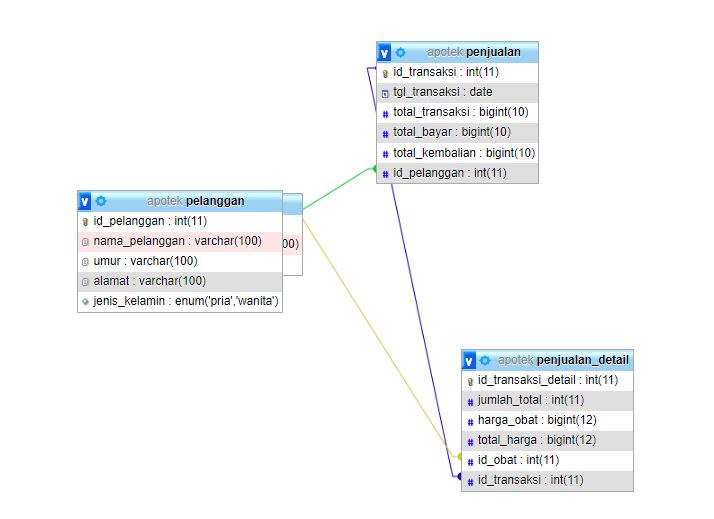 apotek penjualan
id_transaksi : int(11)
tgl_transaksi : date
total_transaksi : bigint(10)
total_bayar : bigint(10)
total_kembalian : bigint(10)
id_pelanggan : int(11)
apotek pelanggan
id_pelanggan : int(11)
nama_pelanggan : varchar(100)
umur : varchar(100)
alamat : varchar(100)
jenis_kelamin : enum('pria','wanita')
00)
apotek penjualan_detail
id_transaksi_detail : int(11)
jumlah_total : int(11)
harga_obat : bigint(12)
total_harga : bigint(12)
id_obat : int(11)
id_transaksi : int(11)